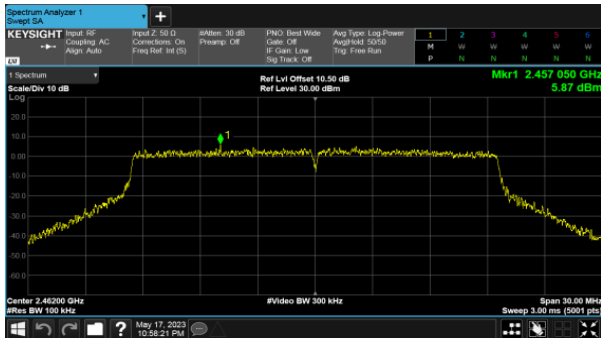 Spectrum Analyzer 1
Swept SA
+
KEYSIGHT
Input: RF
Coupling: AC
Align: Auto
Input Z: 50 Ω
Corrections: On
Freq Ref: Int (S)
#Atten: 30 dB
Preamp: Off
PNO: Best Wide
Gate: Off
IF Gain: Low
Sig Track: Off
Avg Type: Log-Power
Avg|Hold: 50/50
Trig: Free Run
1 2 3 4 5 6
M W W W W W
P N N N N N
LXI
1 Spectrum
Scale/Div 10 dB
Ref Lvl Offset 10.50 dB
Ref Level 30.00 dBm
Mkr1 2.457 050 GHz
5.87 dBm
Log
20.0
10.0
0.00
-10.0
-20.0
-30.0
-40.0
-50.0
-60.0
1
Center 2.46200 GHz
#Res BW 100 kHz
#Video BW 300 kHz
Span 30.00 MHz
Sweep 3.00 ms (5001 pts)
?
May 17, 2023
10:58:21 PM